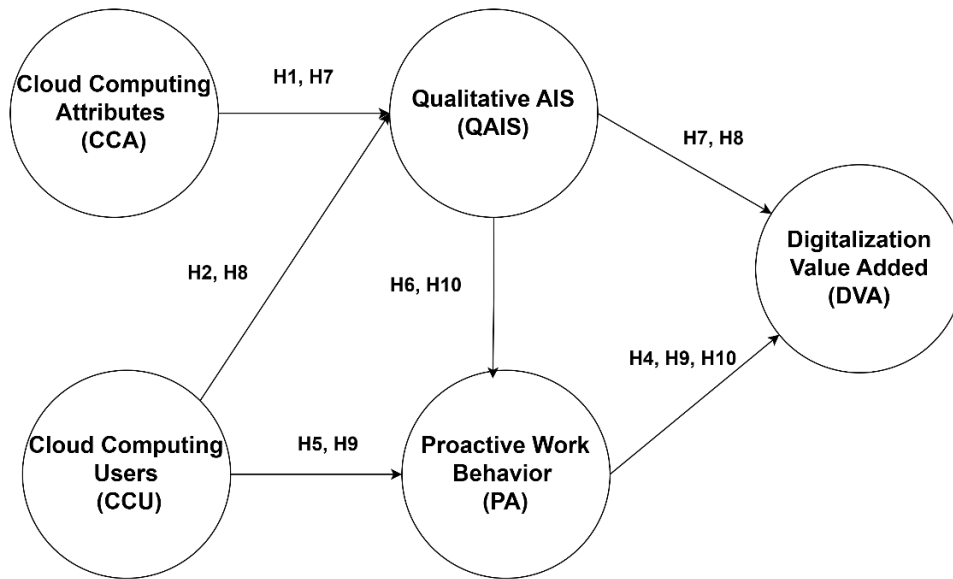 Cloud Computing
Attributes
(CCA)
H1, H7
Qualitative AIS
(QAIS)
H7, H8
Digitalization
Value Added
(DVA)
H2, H8
H6, H10
H4, H9, H10
Cloud Computing
Users
(CCU)
H5, H9
Proactive Work
Behavior
(PA)